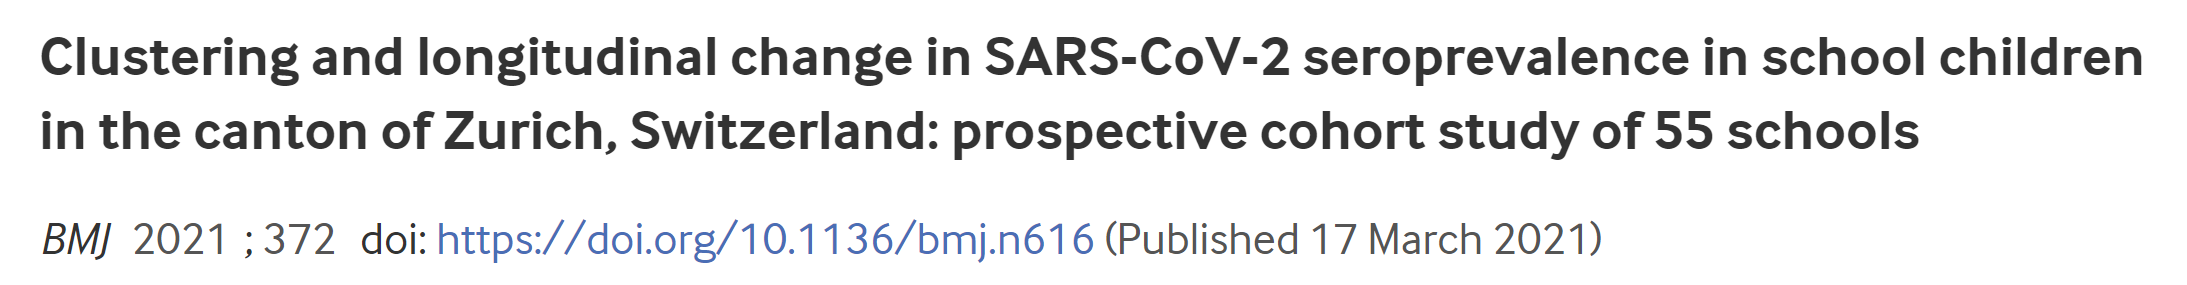 Clustering and longitudinal change in SARS-CoV-2 seroprevalence in school children
in the canton of Zurich, Switzerland: prospective cohort study of 55 schools
BMJ 2021 ; 372 doi: https://doi.org/10.1136/bmj.n616 (Published 17 March 2021)